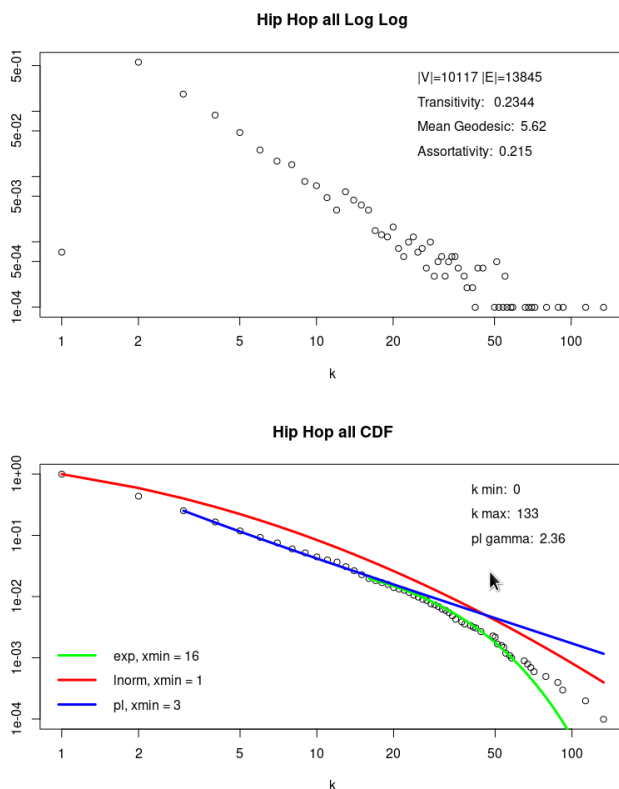 Hip Hop all Log Log
5e-01
5e-02
5e-03
5e-04
1e-04
|V|=10117 |E|=13845
Transitivity: 0.2344
Mean Geodesic: 5.62
Assortativity: 0.215
1 2 5 10 20 50 100
k
Hip Hop all CDF
1e+00
1e-01
1e-02
1e-03
1e-04
k min: 0
k max: 133
pl gamma: 2.36
exp, xmin = 16
lnorm, xmin = 1
pl, xmin = 3
1 2 5 10 20 50 100
k